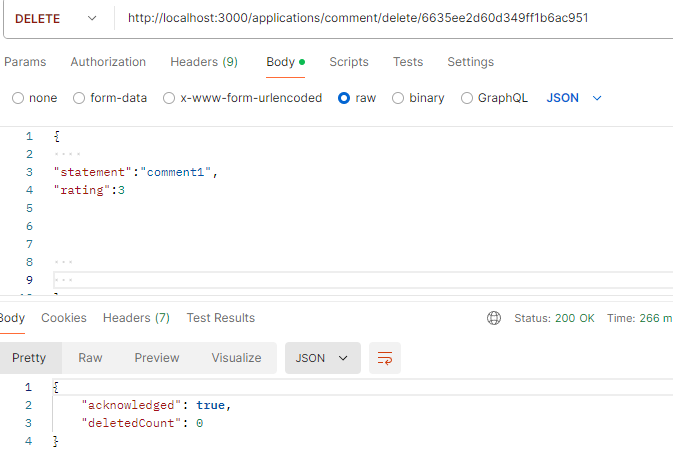 DELETE http://localhost:3000/applications/comment/delete/6635ee2d60d349ff1b6ac951
Params Authorization Headers (9) Body Scripts Tests Settings
none form-data x-www-form-urlencoded raw binary GraphQL JSON
1 {
2 ····
3 "statement":"comment1",
4 "rating":3
5
6
7
8 ···
9 ···
Body Cookies Headers (7) Test Results Status: 200 OK Time: 266 m
Pretty Raw Preview Visualize JSON
1 {
2 "acknowledged": true,
3 "deletedCount": 0
4 }